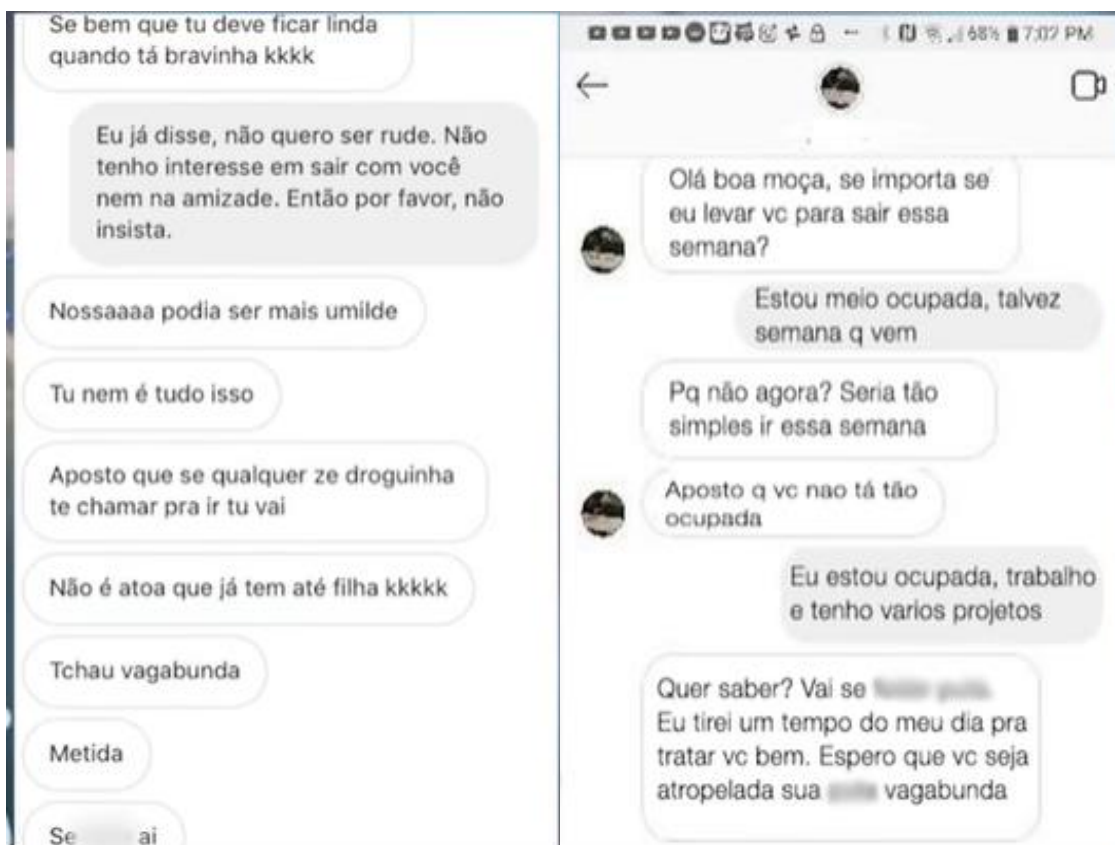 Se bem que tu deve ficar linda
quando tá bravinha kkkk
Eu já disse, não quero ser rude. Não
tenho interesse em sair com você
nem na amizade. Então por favor, não
insista.
Nossaaaa podia ser mais umilde
Tu nem é tudo isso
Aposto que se qualquer ze droguinha
te chamar pra ir tu vai
Não é atoa que já tem até filha kkkkk
Tchau vagabunda
Metida
Se ai
68% 7:02 PM
Olá boa moça, se importa se
eu levar vc para sair essa
semana?
Estou meio ocupada, talvez
semana q vem
Pq não agora? Seria tão
simples ir essa semana
Aposto q vc nao tá tão
ocupada
Eu estou ocupada, trabalho
e tenho varios projetos
Quer saber? Vai se
Eu tirei um tempo do meu dia pra
tratar vc bem. Espero que vc seja
atropelada sua vagabunda